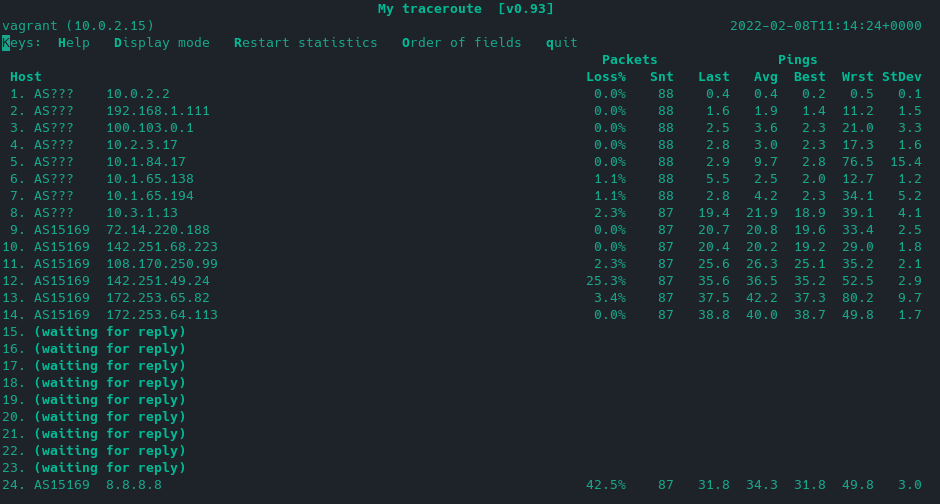 My traceroute  [v0.93]
vagrant (10.0.2.15)                                                                        2022-02-08T11:14:24+0000
Keys:  Help   Display mode   Restart statistics   Order of fields   quit
                                                                           Packets               Pings
 Host                                                                    Loss%   Snt   Last   Avg  Best  Wrst StDev
 1. AS???    10.0.2.2                                                     0.0%    88    0.4   0.4   0.2   0.5   0.1
 2. AS???    192.168.1.111                                                0.0%    88    1.6   1.9   1.4  11.2   1.5
 3. AS???    100.103.0.1                                                  0.0%    88    2.5   3.6   2.3  21.0   3.3
 4. AS???    10.2.3.17                                                    0.0%    88    2.8   3.0   2.3  17.3   1.6
 5. AS???    10.1.84.17                                                   0.0%    88    2.9   9.7   2.8  76.5  15.4
 6. AS???    10.1.65.138                                                  1.1%    88    5.5   2.5   2.0  12.7   1.2
 7. AS???    10.1.65.194                                                  1.1%    88    2.8   4.2   2.3  34.1   5.2
 8. AS???    10.3.1.13                                                    2.3%    87   19.4  21.9  18.9  39.1   4.1
 9. AS15169  72.14.220.188                                                0.0%    87   20.7  20.8  19.6  33.4   2.5
10. AS15169  142.251.68.223                                               0.0%    87   20.4  20.2  19.2  29.0   1.8
11. AS15169  108.170.250.99                                               2.3%    87   25.6  26.3  25.1  35.2   2.1
12. AS15169  142.251.49.24                                               25.3%    87   35.6  36.5  35.2  52.5   2.9
13. AS15169  172.253.65.82                                                3.4%    87   37.5  42.2  37.3  80.2   9.7
14. AS15169  172.253.64.113                                               0.0%    87   38.8  40.0  38.7  49.8   1.7
15. (waiting for reply)
16. (waiting for reply)
17. (waiting for reply)
18. (waiting for reply)
19. (waiting for reply)
20. (waiting for reply)
21. (waiting for reply)
22. (waiting for reply)
23. (waiting for reply)
24. AS15169  8.8.8.8                                                     42.5%    87   31.8  34.3  31.8  49.8   3.0